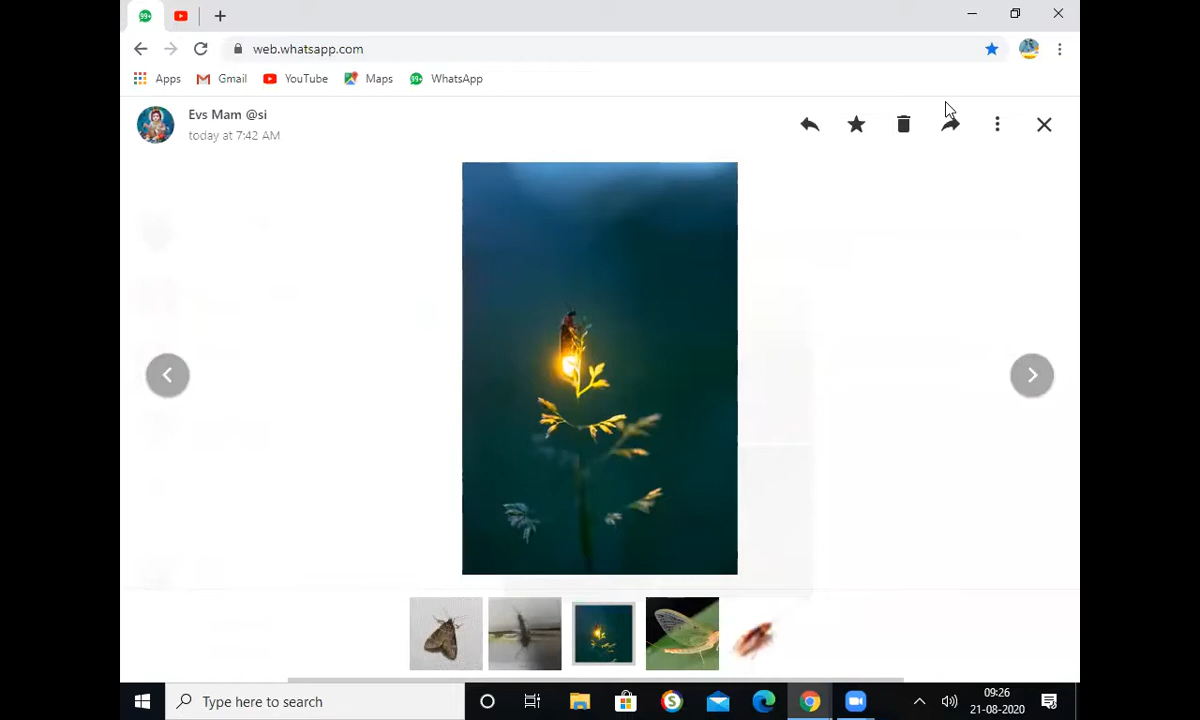 web.whatsapp.com
Apps Gmail YouTube Maps 99+ WhatsApp
Evs Mam @si
today at 7:42 AM
Type here to search
09:26
21-08-2020